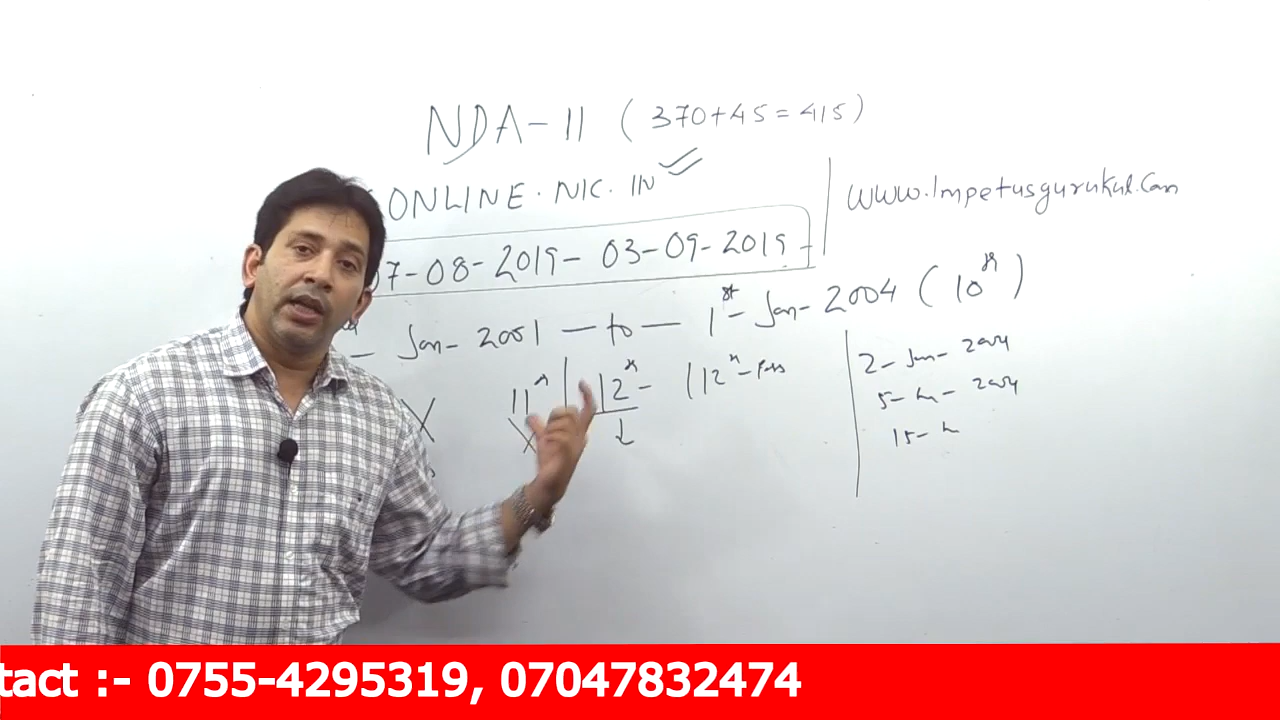 NDA-II (370+45=415)
ONLINE.NIC.IN
www.Impetusgurukul.Com
07-08-2019 - 03-09-2019
Jan-2001 - to - 1st - Jan-2004 (10th)
2-Jan-2004
11th 12th - (12th - Pass
5- Jan - 2004
15-
tact :- 0755-4295319, 07047832474